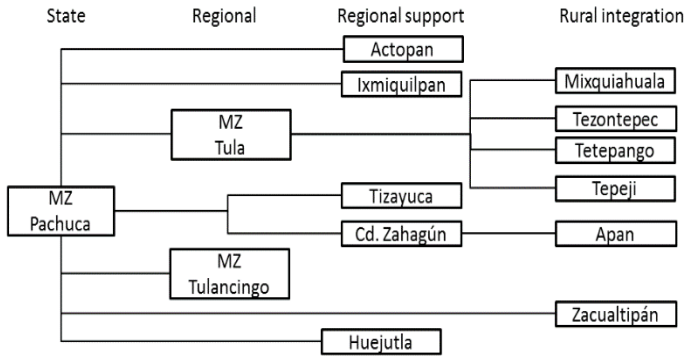 State Regional Regional support Rural integration
Actopan
Ixmiquilpan
Mixquiahuala
MZ
Tula
Tezontepec
Tetepango
Tepeji
MZ
Pachuca
Tizayuca
Cd. Zahagún
Apan
MZ
Tulancingo
Zacualtipán
Huejutla